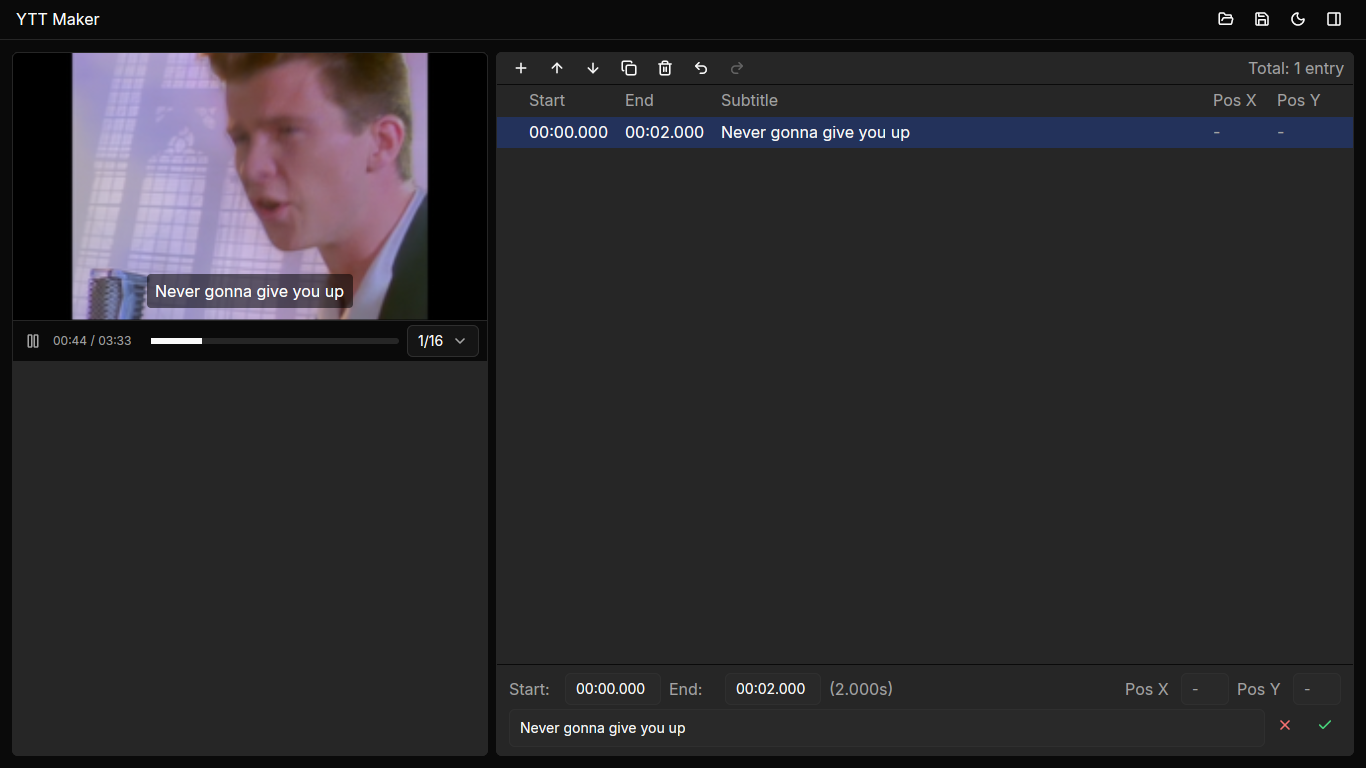 YTT Maker
Total: 1 entry
Start End Subtitle Pos X Pos Y
00:00.000 00:02.000 Never gonna give you up - -
Never gonna give you up
00:44 / 03:33 1/16
Start: 00:00.000 End: 00:02.000 (2.000s) Pos X - Pos Y -
Never gonna give you up